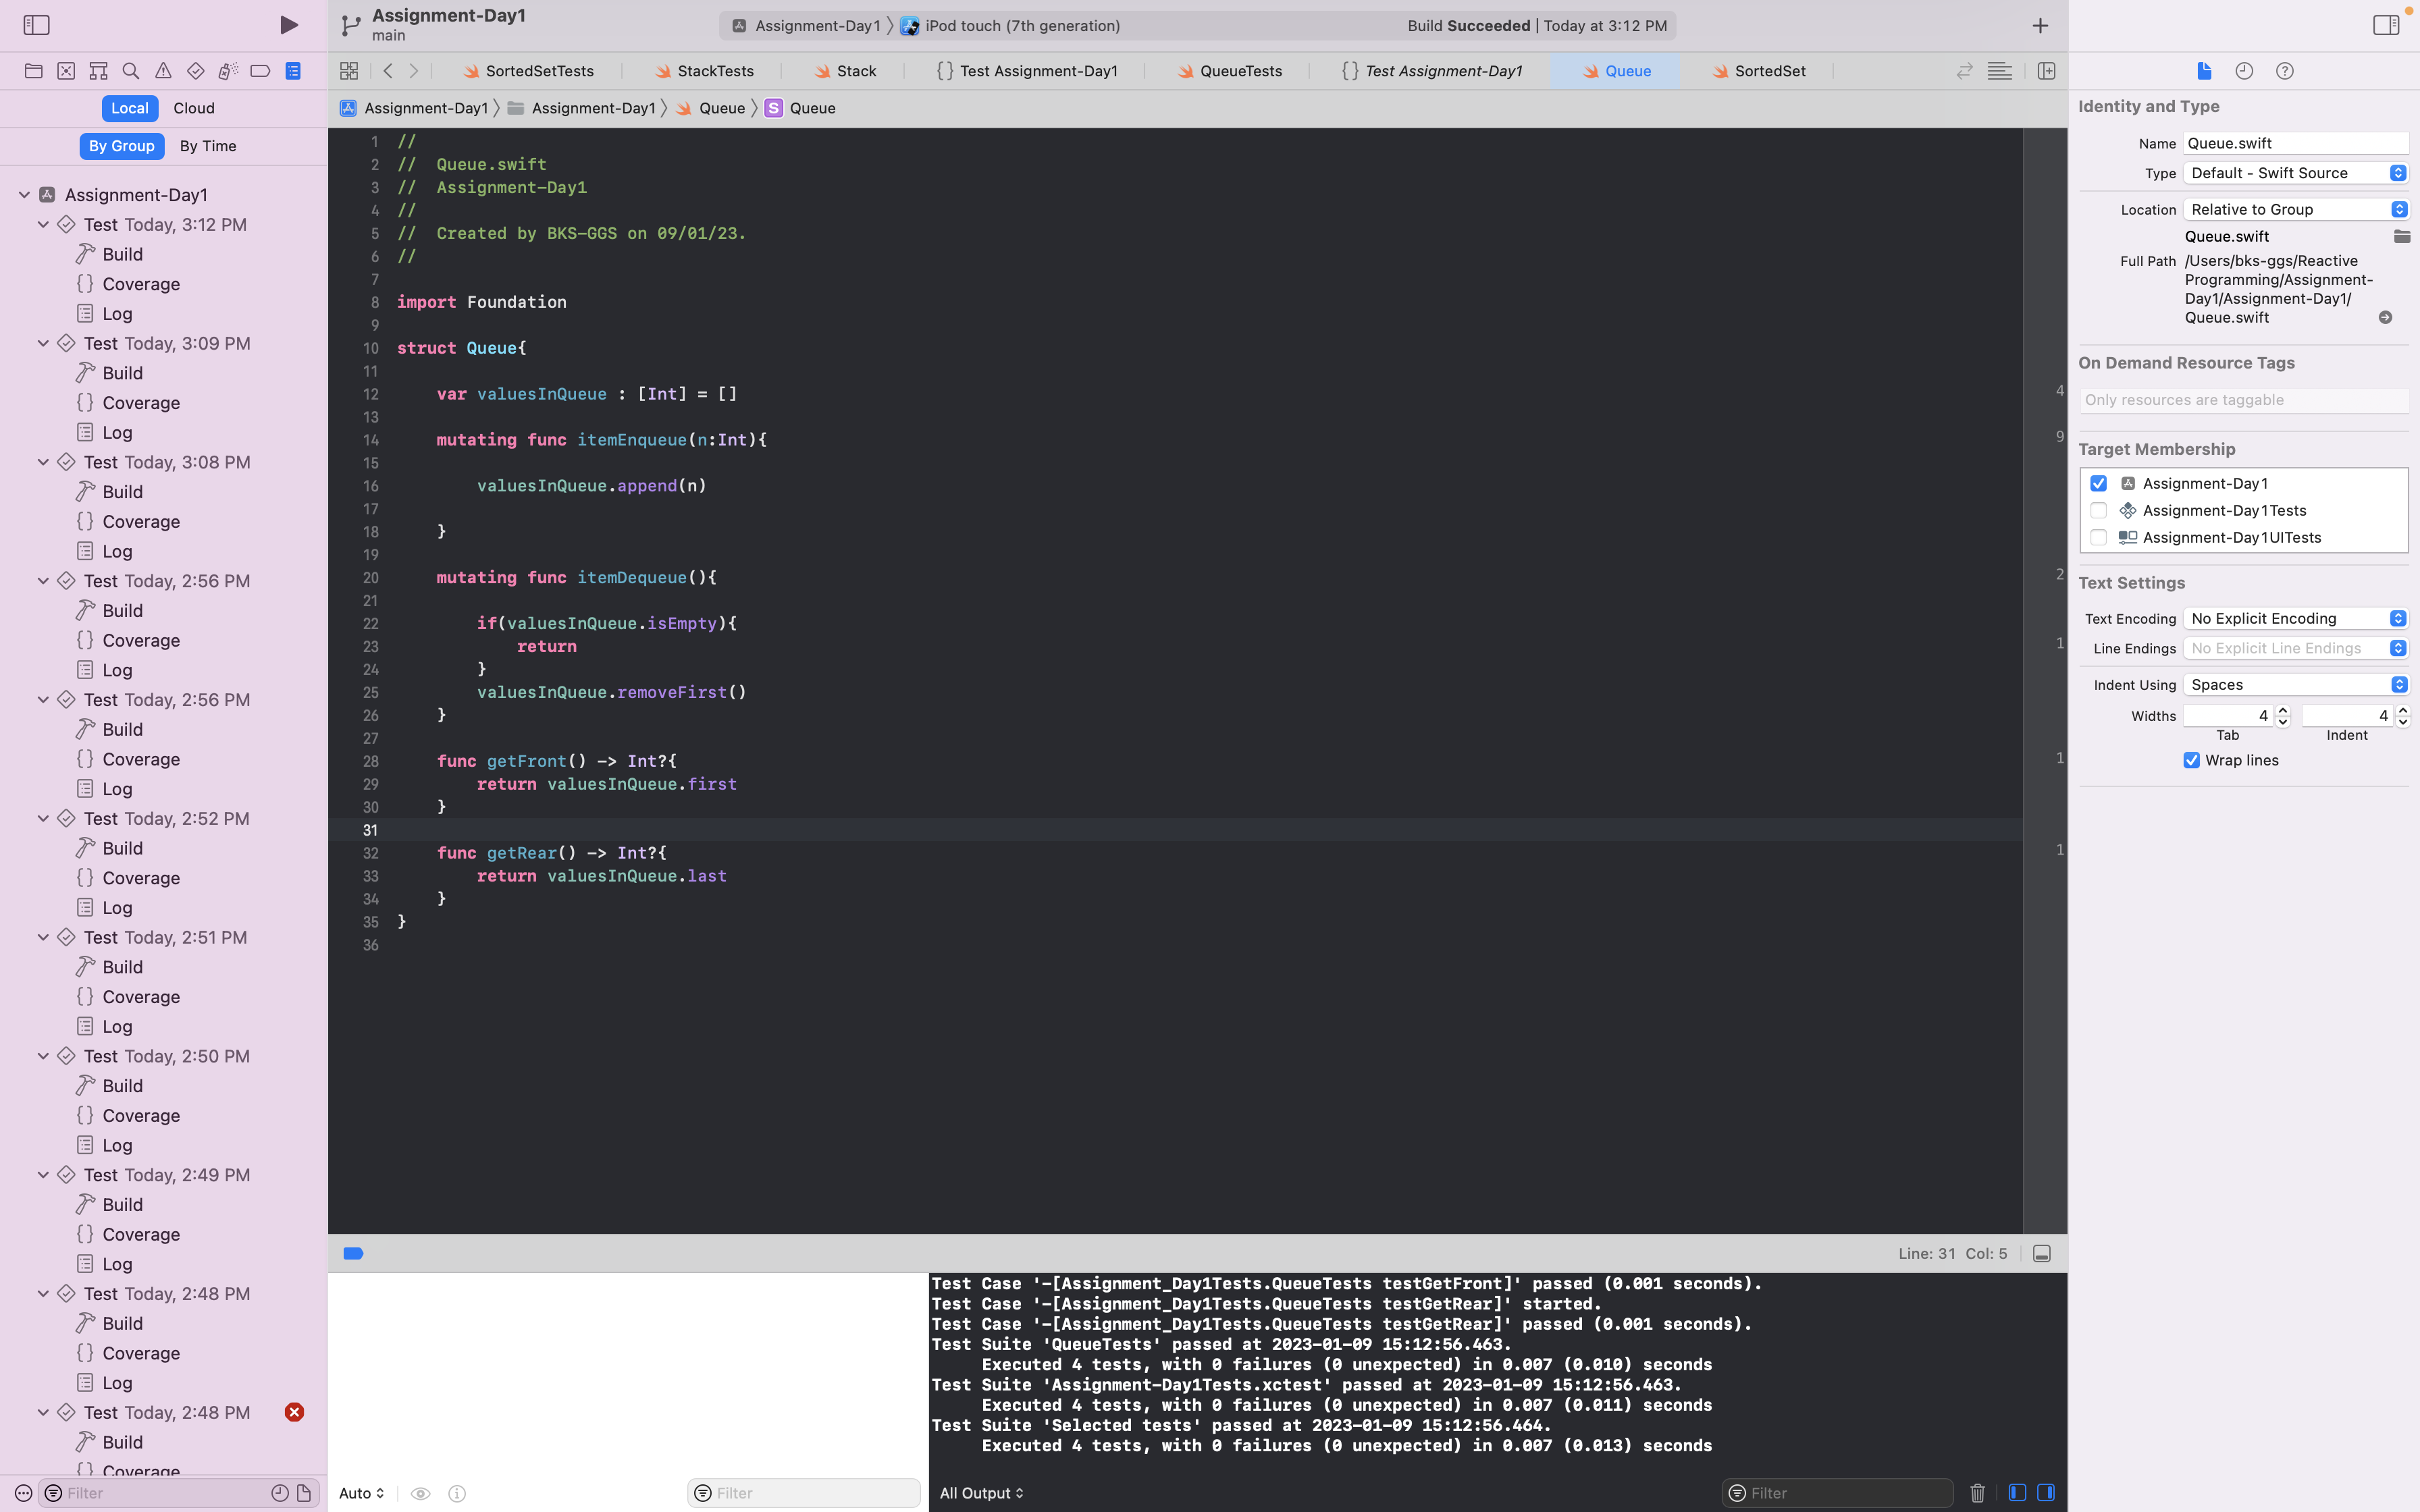 Assignment-Day1
main
Assignment-Day1 〉 iPod touch (7th generation)
Build Succeeded | Today at 3:12 PM
SortedSetTests
StackTests
Stack
Test Assignment-Day1
QueueTests
Test Assignment-Day1
Queue
SortedSet
Local Cloud
By Group By Time
Assignment-Day1
Test Today, 3:12 PM
Build
Coverage
Log
Test Today, 3:09 PM
Build
Coverage
Log
Test Today, 3:08 PM
Build
Coverage
Log
Test Today, 2:56 PM
Build
Coverage
Log
Test Today, 2:56 PM
Build
Coverage
Log
Test Today, 2:52 PM
Build
Coverage
Log
Test Today, 2:51 PM
Build
Coverage
Log
Test Today, 2:50 PM
Build
Coverage
Log
Test Today, 2:49 PM
Build
Coverage
Log
Test Today, 2:48 PM
Build
Coverage
Log
Test Today, 2:48 PM
Build
Coverage
Filter
Assignment-Day1 〉 Assignment-Day1 〉 Queue 〉 S Queue
1 //
2 //  Queue.swift
3 //  Assignment-Day1
4 //
5 //  Created by BKS-GGS on 09/01/23.
6 //
7
8 import Foundation
9
10 struct Queue{
11
12     var valuesInQueue : [Int] = []
13
14     mutating func itemEnqueue(n:Int){
15
16         valuesInQueue.append(n)
17
18     }
19
20     mutating func itemDequeue(){
21
22         if(valuesInQueue.isEmpty){
23             return
24         }
25         valuesInQueue.removeFirst()
26     }
27
28     func getFront() -> Int?{
29         return valuesInQueue.first
30     }
31
32     func getRear() -> Int?{
33         return valuesInQueue.last
34     }
35 }
36
4
9
2
1
1
1
Line: 31 Col: 5
Test Case '-[Assignment_Day1Tests.QueueTests testGetFront]' passed (0.001 seconds).
Test Case '-[Assignment_Day1Tests.QueueTests testGetRear]' started.
Test Case '-[Assignment_Day1Tests.QueueTests testGetRear]' passed (0.001 seconds).
Test Suite 'QueueTests' passed at 2023-01-09 15:12:56.463.
     Executed 4 tests, with 0 failures (0 unexpected) in 0.007 (0.010) seconds
Test Suite 'Assignment-Day1Tests.xctest' passed at 2023-01-09 15:12:56.463.
     Executed 4 tests, with 0 failures (0 unexpected) in 0.007 (0.011) seconds
Test Suite 'Selected tests' passed at 2023-01-09 15:12:56.464.
     Executed 4 tests, with 0 failures (0 unexpected) in 0.007 (0.013) seconds
Auto
Filter
All Output
Filter
Identity and Type
Name Queue.swift
Type Default - Swift Source
Location Relative to Group
Queue.swift
Full Path /Users/bks-ggs/Reactive
Programming/Assignment-
Day1/Assignment-Day1/
Queue.swift
On Demand Resource Tags
Only resources are taggable
Target Membership
Assignment-Day1
Assignment-Day1Tests
Assignment-Day1UITests
Text Settings
Text Encoding No Explicit Encoding
Line Endings No Explicit Line Endings
Indent Using Spaces
Widths 4 4
Tab Indent
Wrap lines